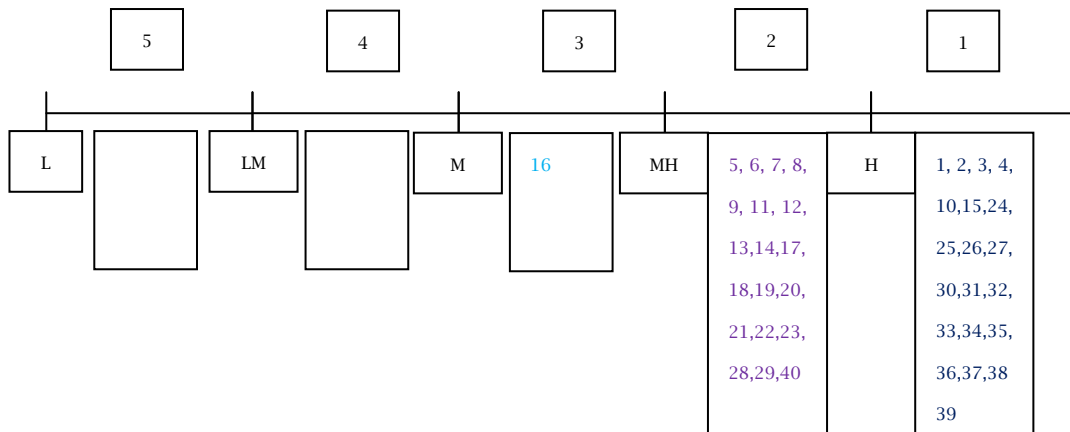 5 4 3 2 1
L LM M 16 MH 5, 6, 7, 8, H 1, 2, 3, 4,
9, 11, 12, 10,15,24,
13,14,17, 25,26,27,
18,19,20, 30,31,32,
21,22,23, 33,34,35,
28,29,40 36,37,38
39